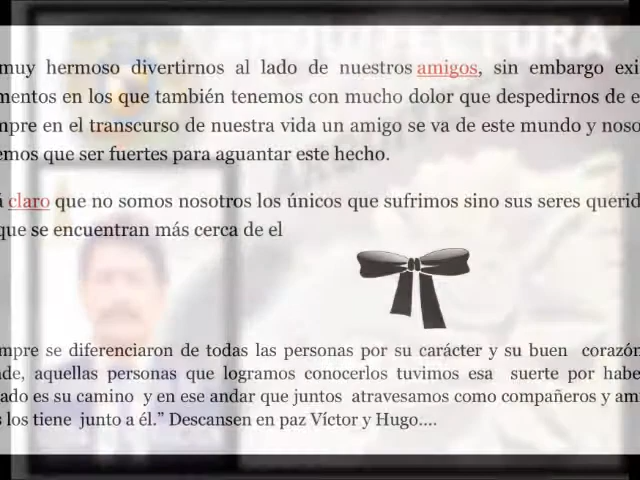 muy hermoso divertirnos al lado de nuestros amigos, sin embargo exi
mentos en los que también tenemos con mucho dolor que despedirnos de e
mpre en el transcurso de nuestra vida un amigo se va de este mundo y noso
emos que ser fuertes para aguantar este hecho.
claro que no somos nosotros los únicos que sufrimos sino sus seres querid
que se encuentran más cerca de el
mpre se diferenciaron de todas las personas por su carácter y su buen corazón
de, aquellas personas que logramos conocerlos tuvimos esa suerte por habe
ado es su camino y en ese andar que juntos atravesamos como compañeros y am
s los tiene junto a él.” Descansen en paz Víctor y Hugo....